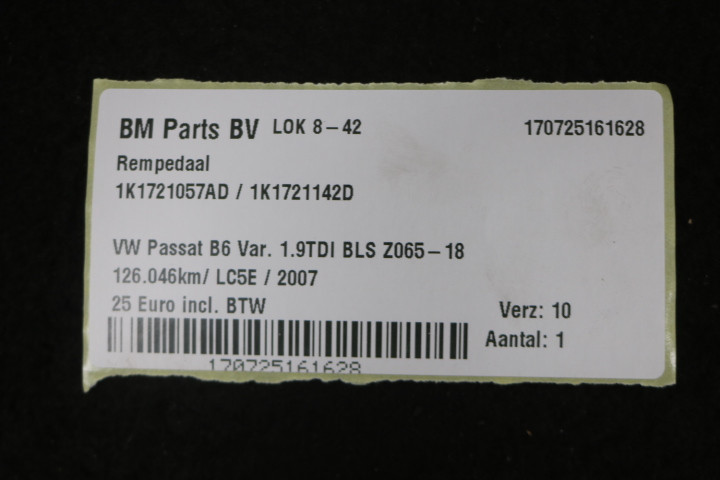 BM Parts BV LOK 8-42 170725161628
Rempedaal
1K1721057AD / 1K1721142D
VW Passat B6 Var. 1.9TDI BLS Z065-18
126.046km/ LC5E / 2007
25 Euro incl. BTW Verz: 10
Aantal: 1
170725161628